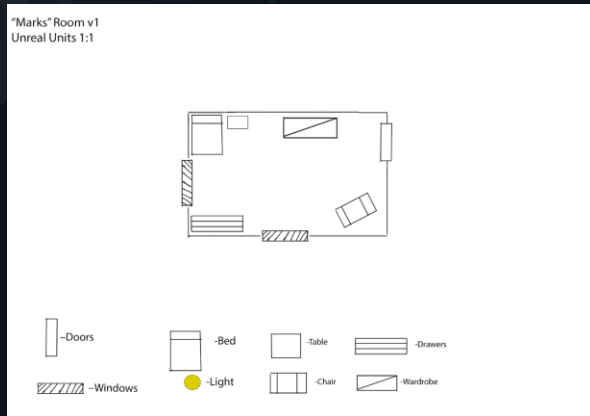 "Marks" Room v1
Unreal Units 1:1
-Doors
-Bed
-Table
-Drawers
-Windows
-Light
-Chair
-Wardrobe